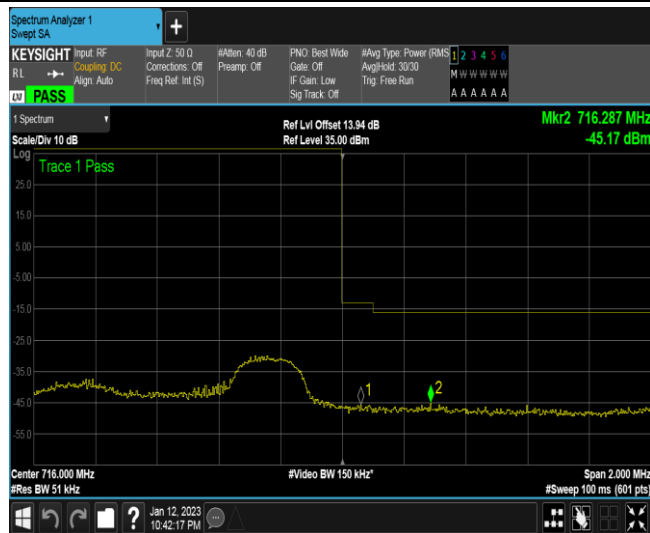 Spectrum Analyzer 1
Swept SA
+
KEYSIGHT
RL
LXI PASS
Input: RF
Coupling: DC
Align: Auto
Input Z: 50 Ω
Corrections: Off
Freq Ref: Int (S)
#Atten: 40 dB
Preamp: Off
PNO: Best Wide
Gate: Off
IF Gain: Low
Sig Track: Off
#Avg Type: Power (RMS
Avg|Hold: 30/30
Trig: Free Run
1 2 3 4 5 6
M W W W W W
A A A A A A
1 Spectrum
Scale/Div 10 dB
Ref Lvl Offset 13.94 dB
Ref Level 35.00 dBm
Mkr2 716.287 MHz
-45.17 dBm
Log
Trace 1 Pass
25.0
15.0
5.00
-5.00
-15.0
-25.0
-35.0
-45.0
-55.0
1
2
Center 716.000 MHz
#Res BW 51 kHz
#Video BW 150 kHz*
Span 2.000 MHz
#Sweep 100 ms (601 pts)
?
Jan 12, 2023
10:42:17 PM